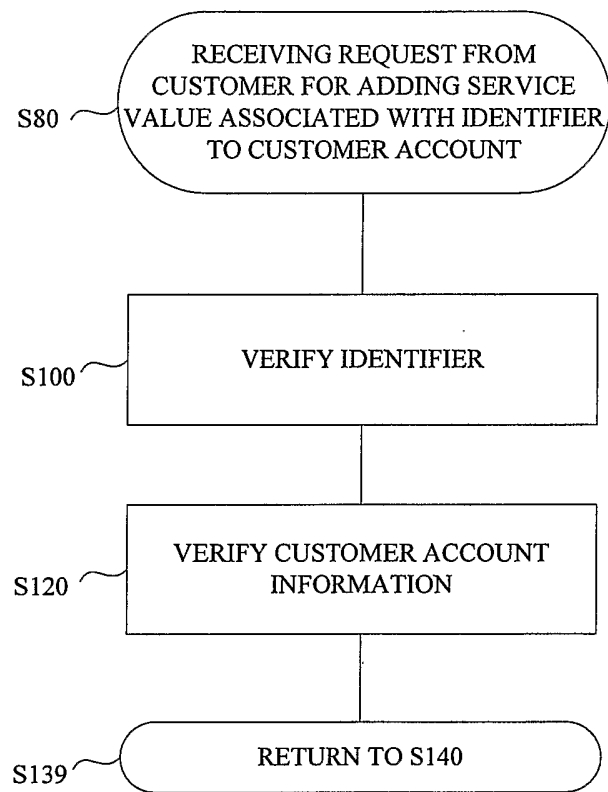 RECEIVING REQUEST FROM
CUSTOMER FOR ADDING SERVICE
VALUE ASSOCIATED WITH IDENTIFIER
TO CUSTOMER ACCOUNT
S80
VERIFY IDENTIFIER
S100
VERIFY CUSTOMER ACCOUNT
INFORMATION
S120
RETURN TO S140
S139